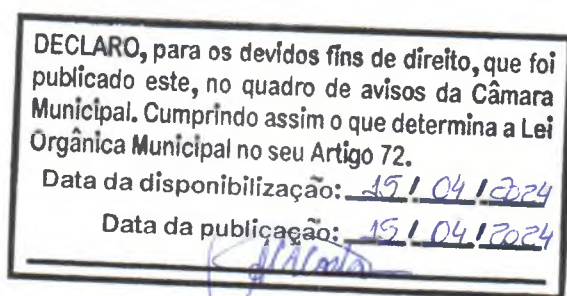 DECLARO, para os devidos fins de direito, que foi
publicado este, no quadro de avisos da Câmara
Municipal. Cumprindo assim o que determina a Lei
Orgânica Municipal no seu Artigo 72.
Data da disponibilização: 15 / 04 / 2024
Data da publicação: 15 / 04 / 2024